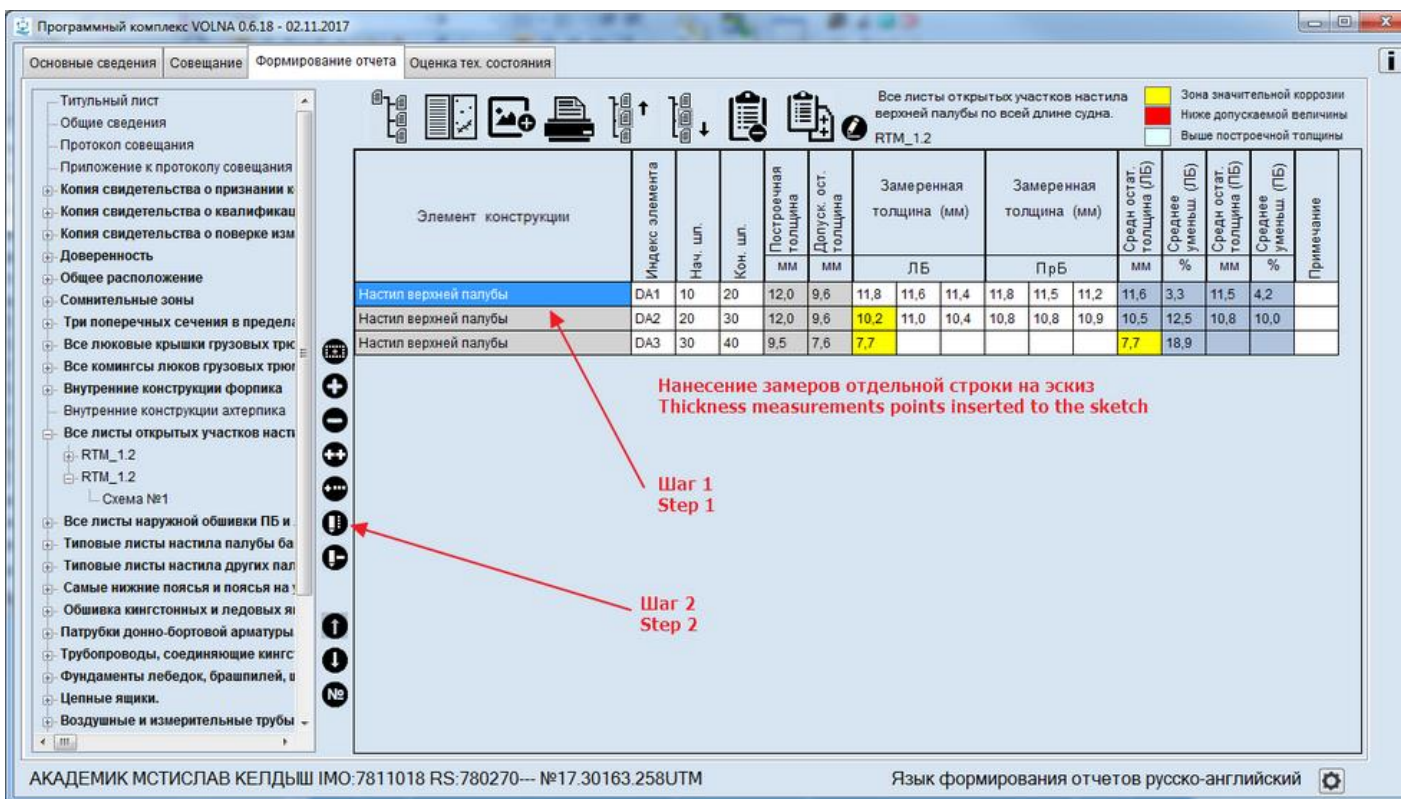 Программный комплекс VOLNA 0.6.18 - 02.11.2017
Основные сведения
Совещание
Формирование отчета
Оценка тех. состояния
Титульный лист
Общие сведения
Протокол совещания
Приложение к протоколу совещания
Копия свидетельства о признании к
Копия свидетельства о квалификац
Копия свидетельства о поверке изм
Доверенность
Общее расположение
Сомнительные зоны
Три поперечных сечения в предела
Все люковые крышки грузовых трюс
Все комингсы люков грузовых трюм
Внутренние конструкции форпика
Внутренние конструкции ахтерпика
Все листы открытых участков насти
RTM_1.2
RTM_1.2
Схема №1
Все листы наружной обшивки ПБ и
Типовые листы настила палубы ба
Типовые листы настила других пал
Самые нижние поясья и поясья на
Обшивка кингстонных и ледовых я
Патрубки донно-бортовой арматуры
Трубопроводы, соединяющие кингс
Фундаменты лебедок, брашпилей, ш
Цепные ящики.
Воздушные и измерительные трубы
№
Все листы открытых участков настила
верхней палубы по всей длине судна.
RTM_1.2
Зона значительной коррозии
Ниже допускаемой величины
Выше построечной толщины
Элемент конструкции
Индекс элемента
Нач. шп.
Кон. шп.
Построечная толщина
мм
Допуск. ост. толщина
мм
Замеренная толщина (мм)
ЛБ
Замеренная толщина (мм)
ПрБ
Средн остат. толщина (ЛБ)
мм
Среднее уменьш. (ЛБ)
%
Средн остат. толщина (ПБ)
мм
Среднее уменьш. (ПБ)
%
Примечание
Настил верхней палубы DA1 10 20 12,0 9,6 11,8 11,6 11,4 11,8 11,5 11,2 11,6 3,3 11,5 4,2
Настил верхней палубы DA2 20 30 12,0 9,6 10,2 11,0 10,4 10,8 10,8 10,9 10,5 12,5 10,8 10,0
Настил верхней палубы DA3 30 40 9,5 7,6 7,7 7,7 18,9
Нанесение замеров отдельной строки на эскиз
Thickness measurements points inserted to the sketch
Шаг 1
Step 1
Шаг 2
Step 2
АКАДЕМИК МСТИСЛАВ КЕЛДЫШ IMO:7811018 RS:780270--- №17.30163.258UTM
Язык формирования отчетов русско-английский